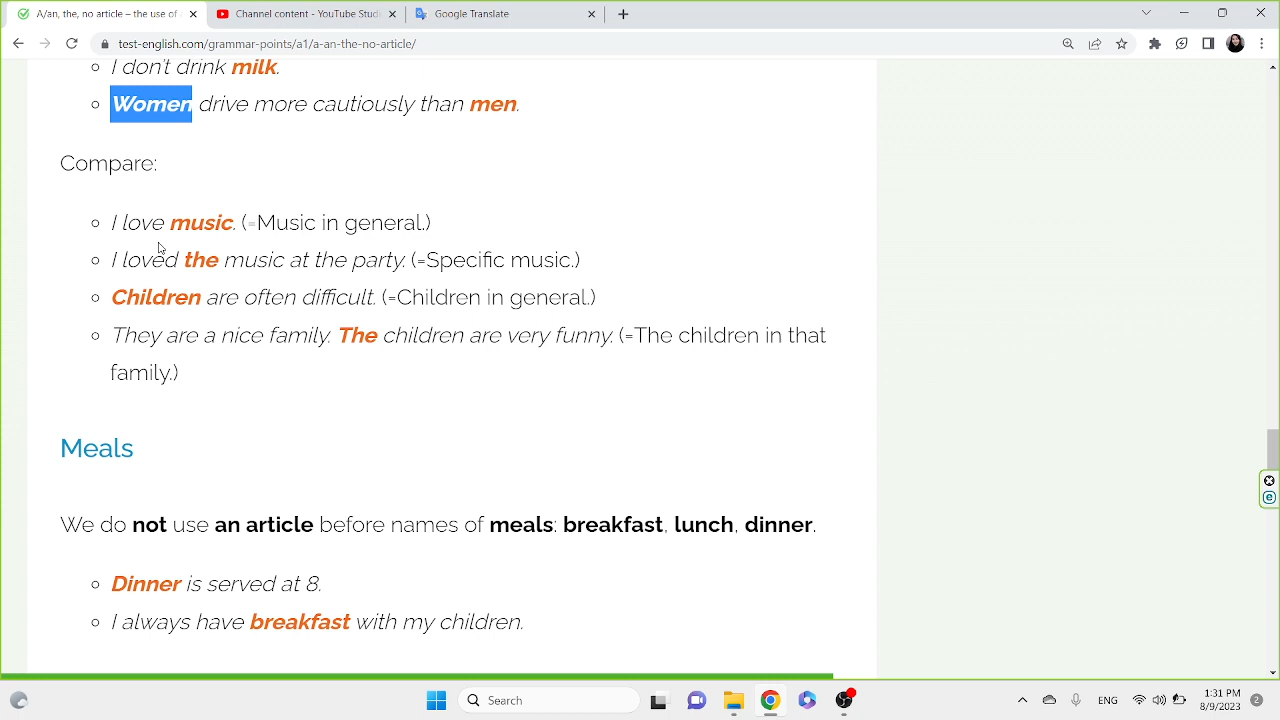 A/an, the, no article – the use of
Channel content - YouTube Studi
Google Translate
test-english.com/grammar-points/a1/a-an-the-no-article/
I don't drink milk.
Women drive more cautiously than men.
Compare:
I love music. (=Music in general.)
I loved the music at the party. (=Specific music.)
Children are often difficult. (=Children in general.)
They are a nice family. The children are very funny. (=The children in that
family.)
Meals
We do not use an article before names of meals: breakfast, lunch, dinner.
Dinner is served at 8.
I always have breakfast with my children.
Search
ENG
1:31 PM
8/9/2023
2